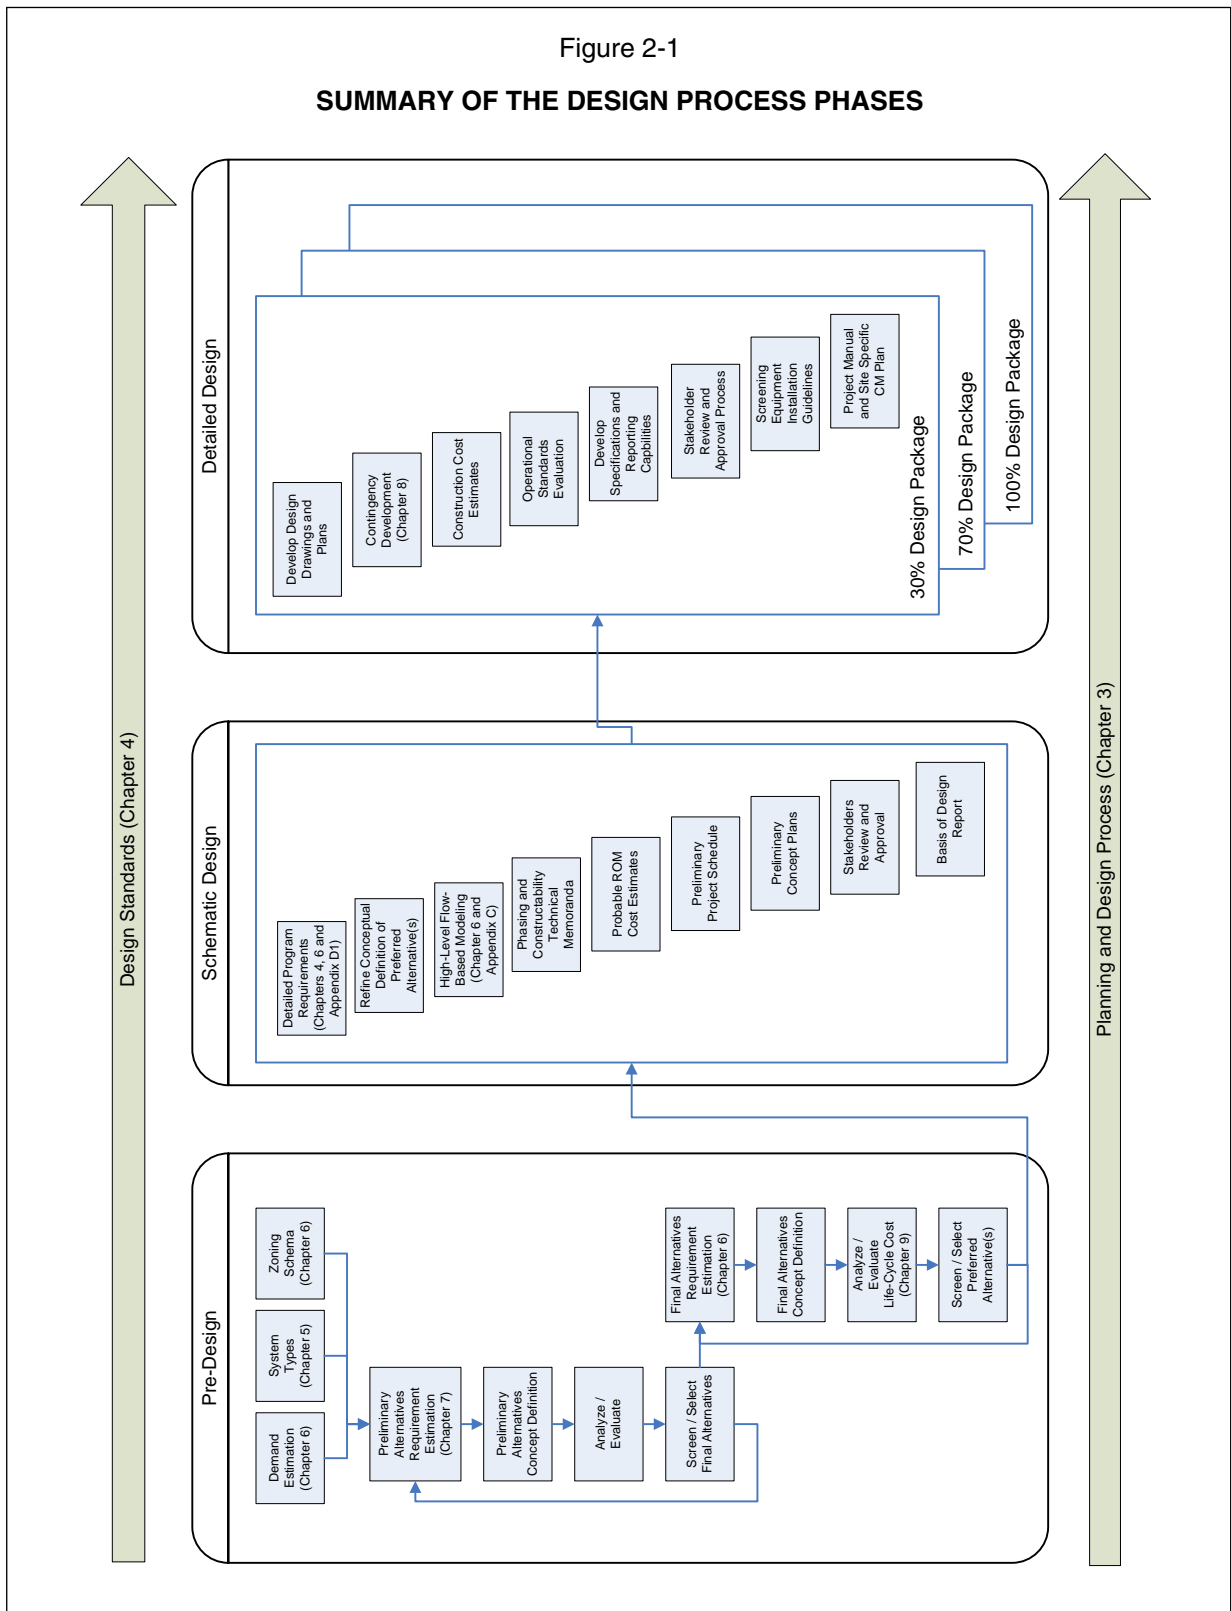 Figure 2-1
SUMMARY OF THE DESIGN PROCESS PHASES
Design Standards (Chapter 4)
Pre-Design
Demand
Estimation
(Chapter 6)
System
Types
(Chapter 5)
Zoning
Schema
(Chapter 6)
Preliminary
Alternatives
Requirement
Estimation
(Chapter 7)
Preliminary
Alternatives
Concept Definition
Analyze /
Evaluate
Screen / Select
Final Alternatives
Final Alternatives
Requirement
Estimation
(Chapter 6)
Final Alternatives
Concept Definition
Analyze /
Evaluate
Life-Cycle Cost
(Chapter 9)
Screen / Select
Preferred
Alternative(s)
Schematic Design
Detailed Program
Requirements
(Chapters 4, 6 and
Appendix D1)
Refine Conceptual
Definition of
Preferred
Alternative(s)
High-Level Flow-
Based Modeling
(Chapter 6 and
Appendix C)
Phasing and
Constructability
Technical
Memoranda
Probable ROM
Cost Estimates
Preliminary
Project Schedule
Preliminary
Concept Plans
Stakeholders
Review and
Approval
Basis of Design
Report
Detailed Design
Develop Design
Drawings and
Plans
Contingency
Development
(Chapter 8)
Construction Cost
Estimates
Operational
Standards
Evaluation
Develop
Specifications and
Reporting
Capbilities
Stakeholder
Review and
Approval Process
Screening
Equipment
Installation
Guidelines
Project Manual
and Site Specific
CM Plan
30% Design Package
70% Design Package
100% Design Package
Planning and Design Process (Chapter 3)